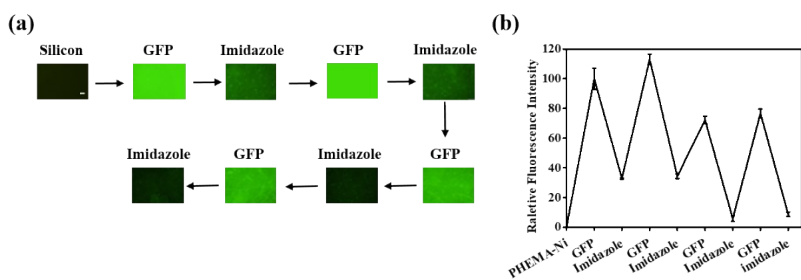 (a)
Silicon GFP Imidazole GFP Imidazole
Imidazole GFP Imidazole GFP
(b)
Raletive Fluorescence Intensity
120
100
80
60
40
20
0
PHEMA-Ni GFP Imidazole GFP Imidazole GFP Imidazole GFP imidazole